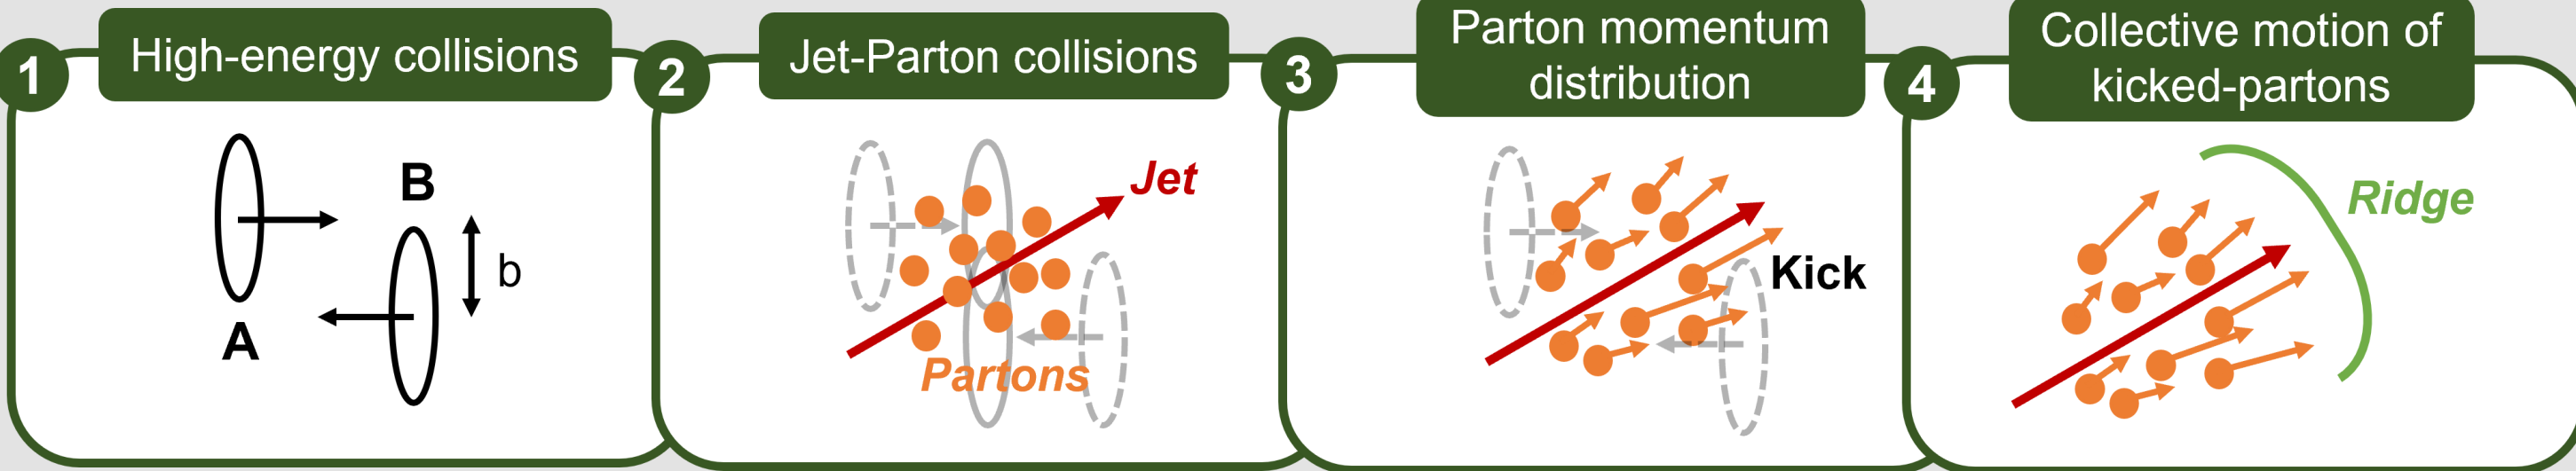 1
High-energy collisions
A
B
b
2
Jet-Parton collisions
Jet
Partons
3
Parton momentum
distribution
Kick
4
Collective motion of
kicked-partons
Ridge